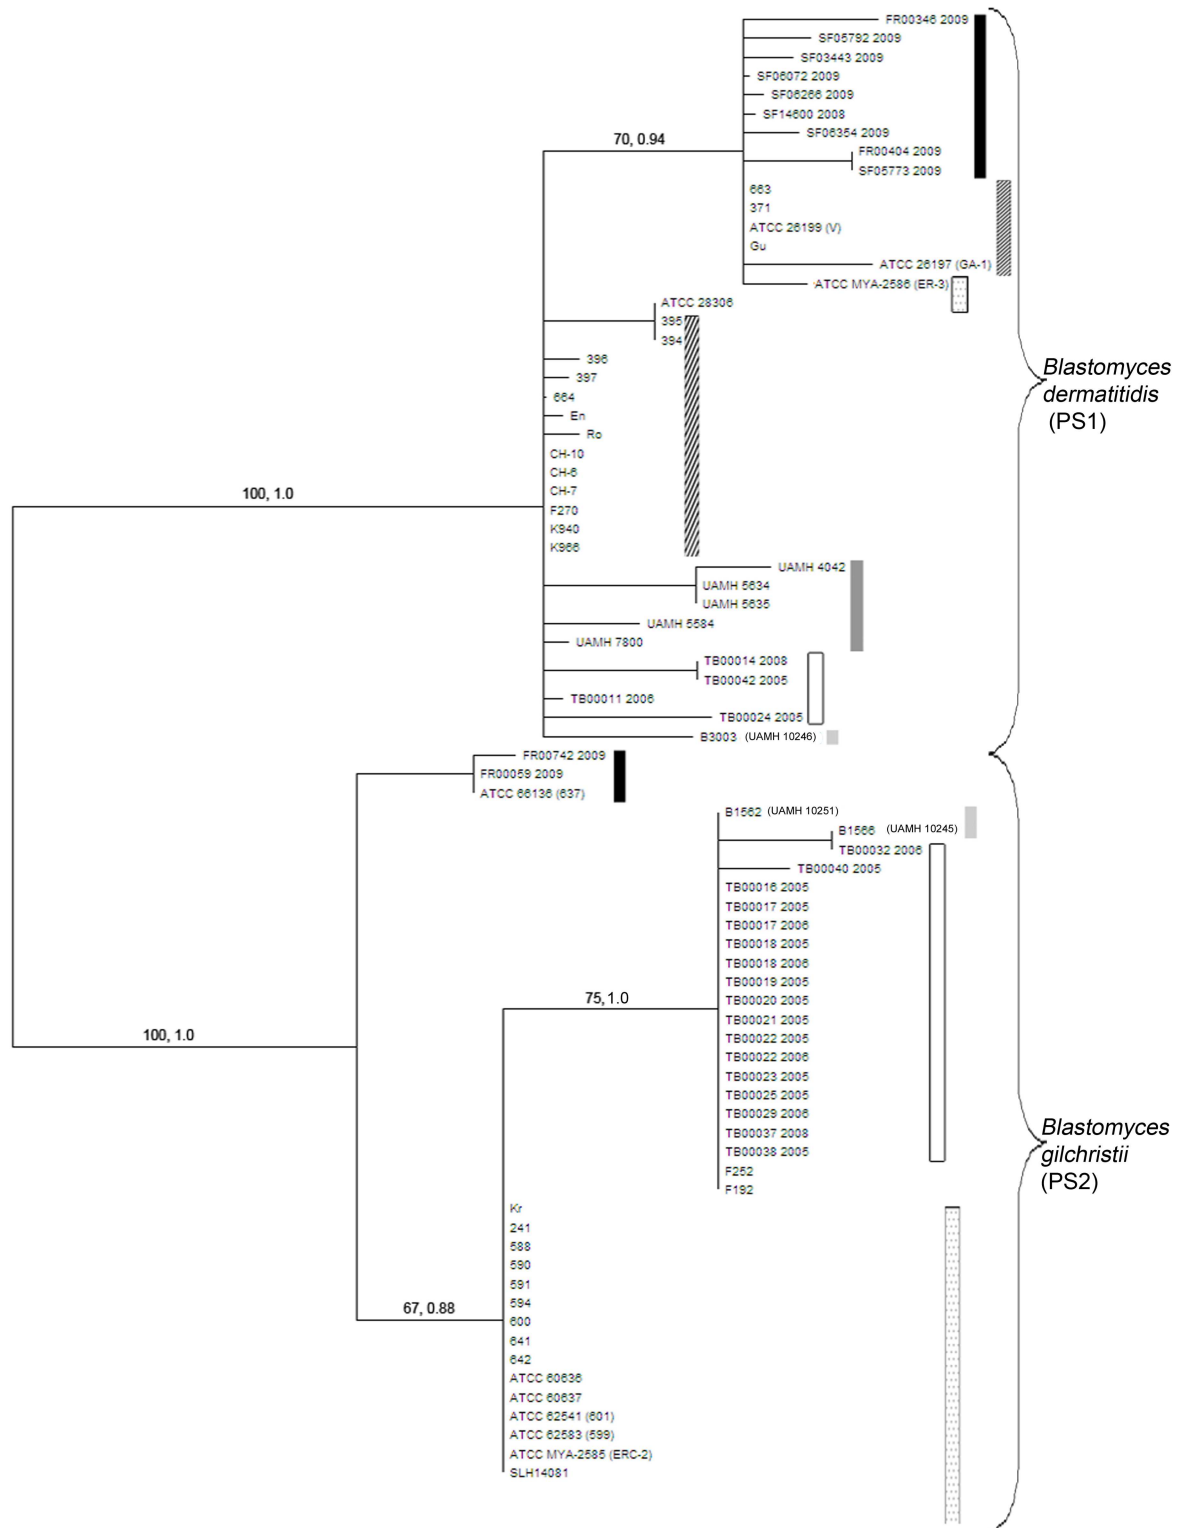 FR00346 2009
SF05792 2009
SF03443 2009
SF06072 2009
SF06266 2009
SF14600 2008
SF06354 2009
70, 0.94
FR00404 2009
SF05773 2009
663
371
ATCC 26199 (V)
Gu
ATCC 26197 (GA-1)
ATCC MYA-2586 (ER-3)
ATCC 28306
395
394
396
397
664
En
Ro
CH-10
CH-6
CH-7
F270
K940
K966
100, 1.0
Blastomyces
dermatitidis
(PS1)
UAMH 4042
UAMH 5634
UAMH 5635
UAMH 5584
UAMH 7800
TB00014 2008
TB00042 2005
TB00011 2006
TB00024 2005
B3003 (UAMH 10246)
FR00742 2009
FR00059 2009
ATCC 66136 (637)
B1562 (UAMH 10251)
B1566 (UAMH 10245)
TB00032 2006
TB00040 2005
TB00016 2005
TB00017 2005
TB00017 2006
TB00018 2005
TB00018 2006
TB00019 2005
75, 1.0
TB00020 2005
TB00021 2005
TB00022 2005
TB00022 2006
TB00023 2005
TB00025 2005
TB00029 2006
TB00037 2008
TB00038 2005
F252
F192
100, 1.0
Blastomyces
gilchristii
(PS2)
Kr
241
588
590
591
594
67, 0.88
600
641
642
ATCC 60636
ATCC 60637
ATCC 62541 (601)
ATCC 62583 (599)
ATCC MYA-2585 (ERC-2)
SLH14081